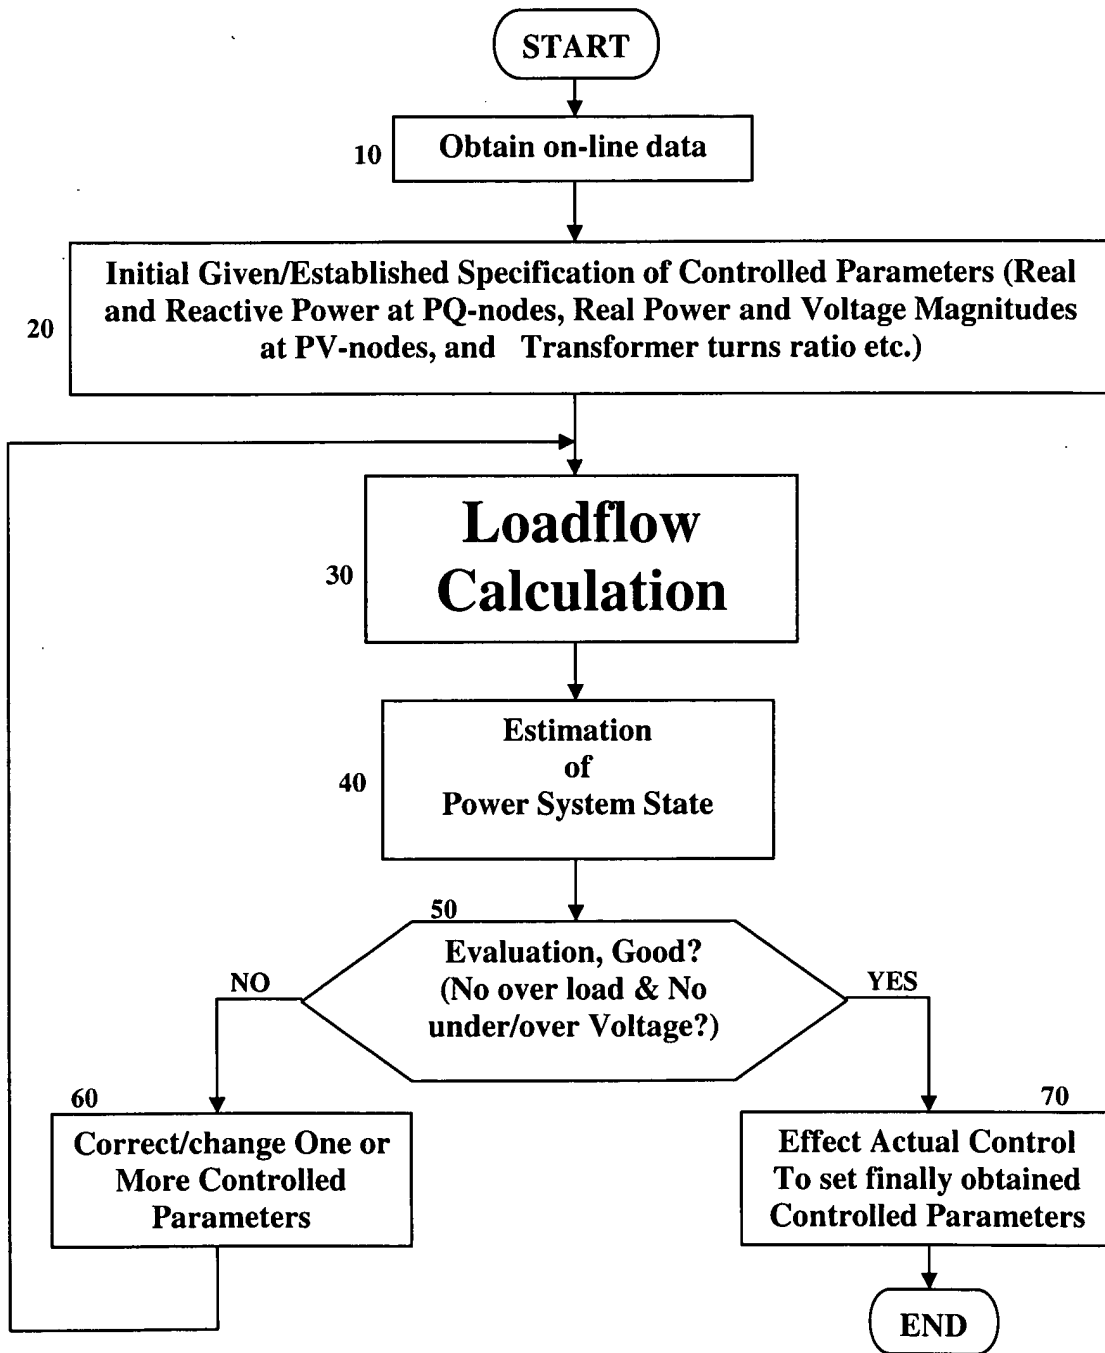 START
10
Obtain on-line data
20
Initial Given/Established Specification of Controlled Parameters (Real
and Reactive Power at PQ-nodes, Real Power and Voltage Magnitudes
at PV-nodes, and Transformer turns ratio etc.)
30
Loadflow
Calculation
40
Estimation
of
Power System State
50
Evaluation, Good?
(No over load & No
under/over Voltage?)
NO
YES
60
Correct/change One or
More Controlled
Parameters
70
Effect Actual Control
To set finally obtained
Controlled Parameters
END